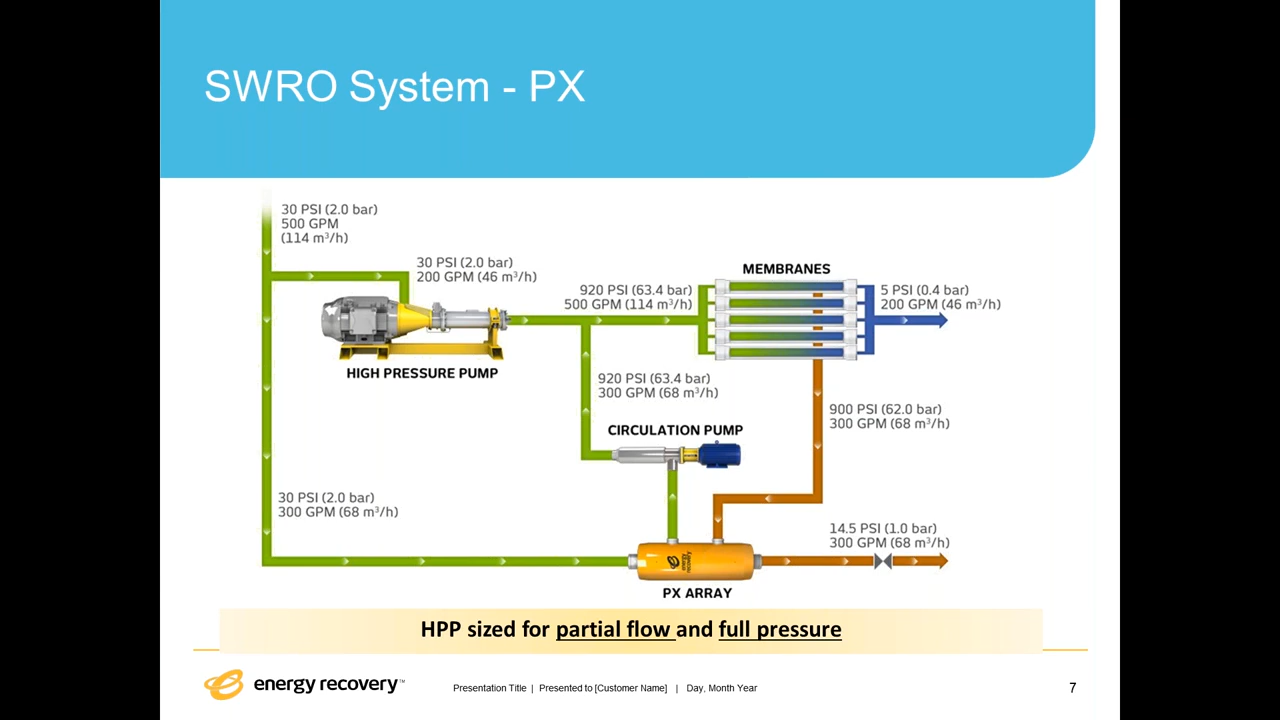 SWRO System - PX
30 PSI (2.0 bar)
500 GPM
(114 m³/h)
30 PSI (2.0 bar)
200 GPM (46 m³/h)
HIGH PRESSURE PUMP
920 PSI (63.4 bar)
500 GPM (114 m³/h)
MEMBRANES
5 PSI (0.4 bar)
200 GPM (46 m³/h)
920 PSI (63.4 bar)
300 GPM (68 m³/h)
CIRCULATION PUMP
900 PSI (62.0 bar)
300 GPM (68 m³/h)
30 PSI (2.0 bar)
300 GPM (68 m³/h)
14.5 PSI (1.0 bar)
300 GPM (68 m³/h)
energy
recovery
PX ARRAY
HPP sized for partial flow and full pressure
energy recovery™
Presentation Title | Presented to [Customer Name] | Day, Month Year
7